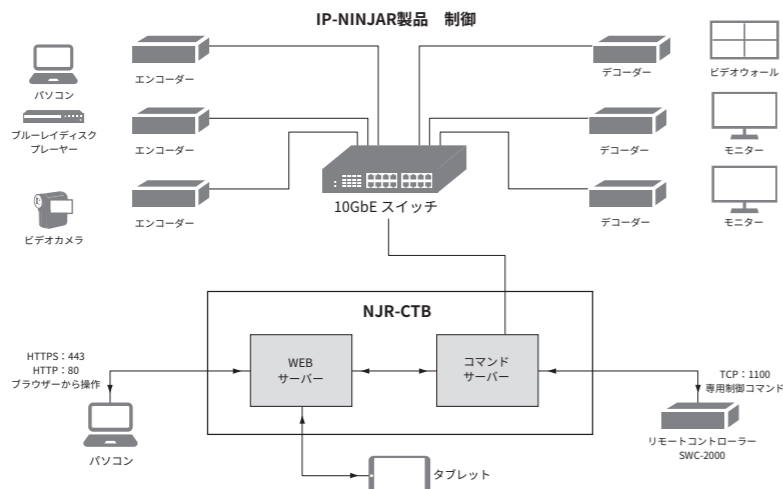 IP-NINJAR製品　制御
エンコーダー
デコーダー
ビデオウォール
パソコン
ブルーレイディスク
プレーヤー
エンコーダー
デコーダー
モニター
10GbE スイッチ
ビデオカメラ
エンコーダー
デコーダー
モニター
NJR-CTB
HTTPS：443
HTTP：80
ブラウザーから操作
WEB
サーバー
コマンド
サーバー
TCP：1100
専用制御コマンド
パソコン
リモートコントローラー
SWC-2000
タブレット